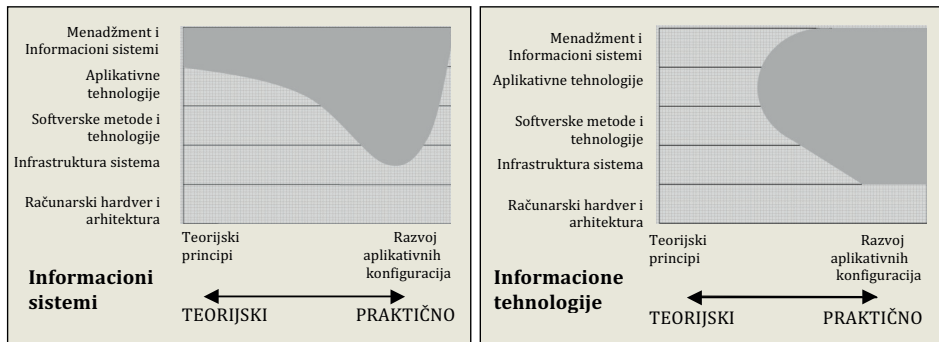 Menadžment i
Informacioni sistemi
Aplikativne
tehnologije
Softverske metode i
tehnologije
Infrastruktura sistema
Računarski hardver i
arhitektura
Teorijski
principi
Razvoj
aplikativnih
konfiguracija
Informacioni
sistemi
TEORIJSKI
PRAKTIČNO
Menadžment i
Informacioni sistemi
Aplikativne tehnologije
Softverske metode i
tehnologije
Infrastruktura sistema
Računarski hardver i
arhitektura
Teorijski
principi
Razvoj
aplikativnih
konfiguracija
Informacione
tehnologije
TEORIJSKI
PRAKTIČNO